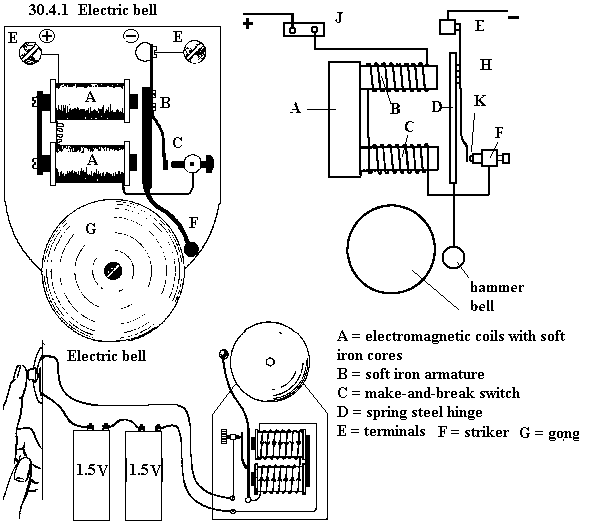 30.4.1 Electric bell
E + − E
A
B
A
C
G
F
+ J − E
H
A B D K
C F
hammer
bell
Electric bell
1.5V 1.5V
A = electromagnetic coils with soft
iron cores
B = soft iron armature
C = make-and-break switch
D = spring steel hinge
E = terminals F = striker G = gong